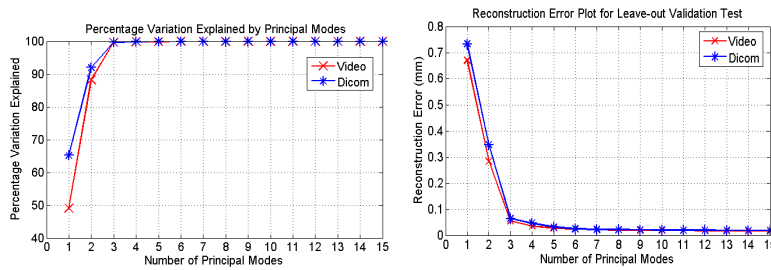 Percentage Variation Explained by Principal Modes
Percentage Variation Explained
100
90
80
70
60
50
40
0 1 2 3 4 5 6 7 8 9 10 11 12 13 14 15
Number of Principal Modes
Video
Dicom
Reconstruction Error Plot for Leave-out Validation Test
Reconstruction Error (mm)
0.8
0.7
0.6
0.5
0.4
0.3
0.2
0.1
0
0 1 2 3 4 5 6 7 8 9 10 11 12 13 14 15
Number of Principal Modes
Video
Dicom